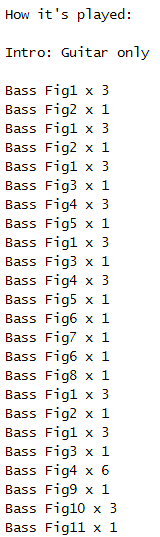 How it's played:
Intro: Guitar only
Bass Fig1 x 3
Bass Fig2 x 1
Bass Fig1 x 3
Bass Fig2 x 1
Bass Fig1 x 3
Bass Fig3 x 1
Bass Fig4 x 3
Bass Fig5 x 1
Bass Fig1 x 3
Bass Fig3 x 1
Bass Fig4 x 3
Bass Fig5 x 1
Bass Fig6 x 1
Bass Fig7 x 1
Bass Fig6 x 1
Bass Fig8 x 1
Bass Fig1 x 3
Bass Fig2 x 1
Bass Fig1 x 3
Bass Fig3 x 1
Bass Fig4 x 6
Bass Fig9 x 1
Bass Fig10 x 3
Bass Fig11 x 1